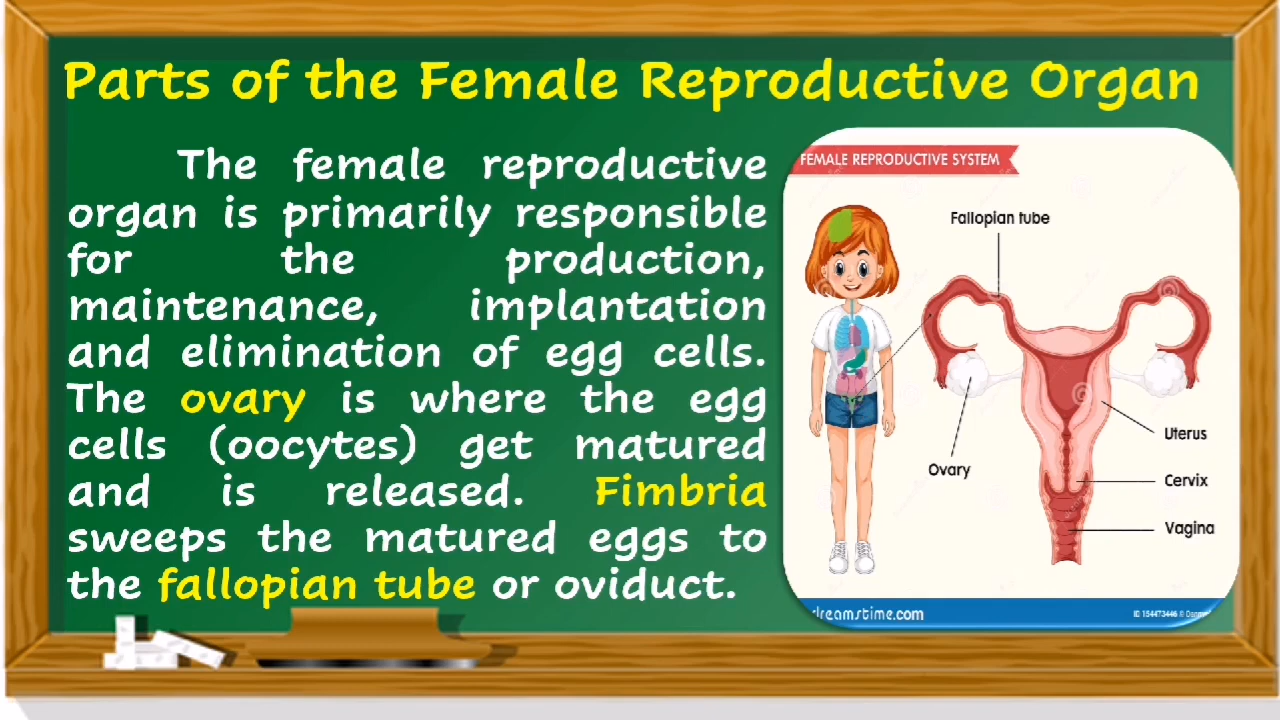 Parts of the Female Reproductive Organ
The female reproductive
organ is primarily responsible
for the production,
maintenance, implantation
and elimination of egg cells.
The ovary is where the egg
cells (oocytes) get matured
and is released. Fimbria
sweeps the matured eggs to
the fallopian tube or oviduct.
FEMALE REPRODUCTIVE SYSTEM
Fallopian tube
Ovary
Uterus
Cervix
Vagina
dreamstime.com
ID 154473446 ©